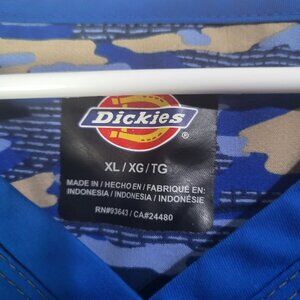 Dickies
®
XL / XG / TG
MADE IN / HECHO EN / FABRIQUÉ EN:
INDONESIA / INDONESIA / INDONÉSIE
RN#93643 / CA#24480